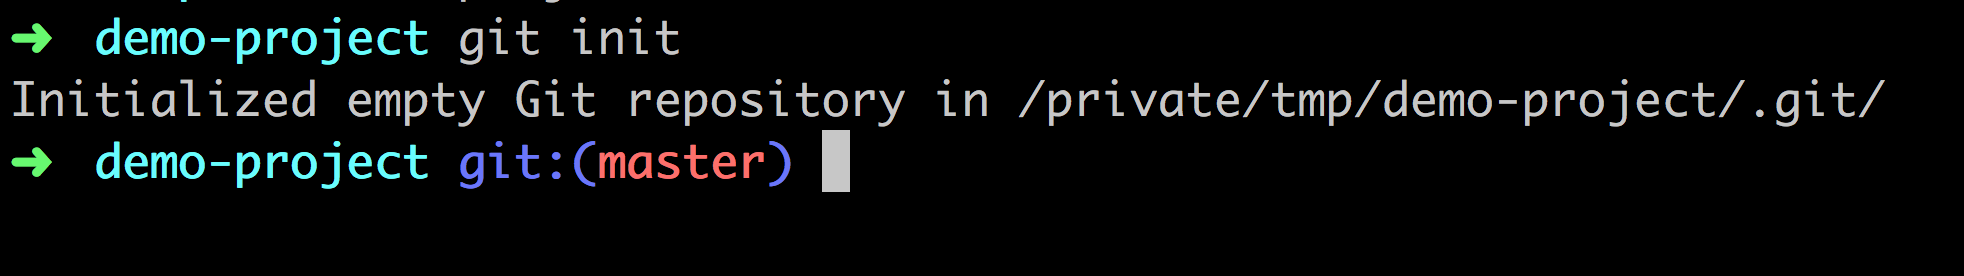 ➜ demo-project git init
Initialized empty Git repository in /private/tmp/demo-project/.git/
➜ demo-project git:(master)